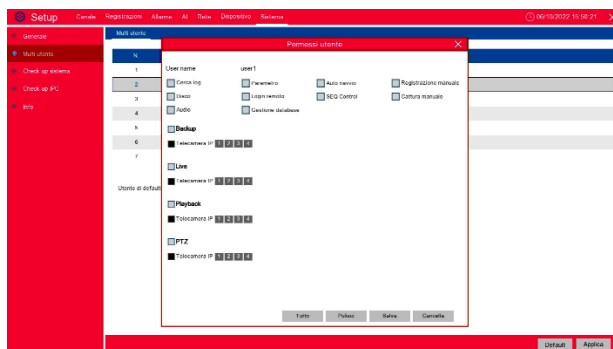 Setup Canale Registrazioni Allarme AI Rete Dispositivo Sistema 06/10/2022 15:50:21
Generale
Multi utente
Check up sistema
Check up IPC
Info
Multi utente
N.
1
2
3
4
5
6
7
Utente di default
Permessi utente X
User name user1
Cerca log Parametro Auto riavvio Registrazione manuale
Disco Login remoto SEQ Control Cattura manuale
Audio Gestione database
Backup
Telecamera IP 1 2 3 4
Live
Telecamera IP 1 2 3 4
Playback
Telecamera IP 1 2 3 4
PTZ
Telecamera IP 1 2 3 4
Tutto Pulisci Salva Cancella
Default Applica